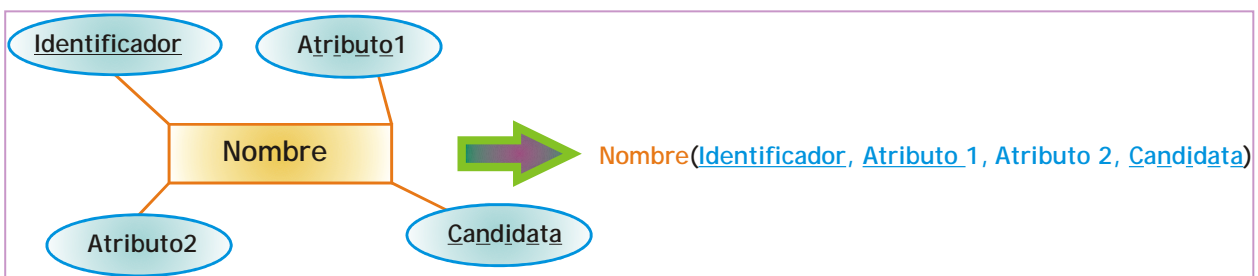 Identificador
Atributo1
Nombre
Nombre(Identificador, Atributo 1, Atributo 2, Candidata)
Atributo2
Candidata